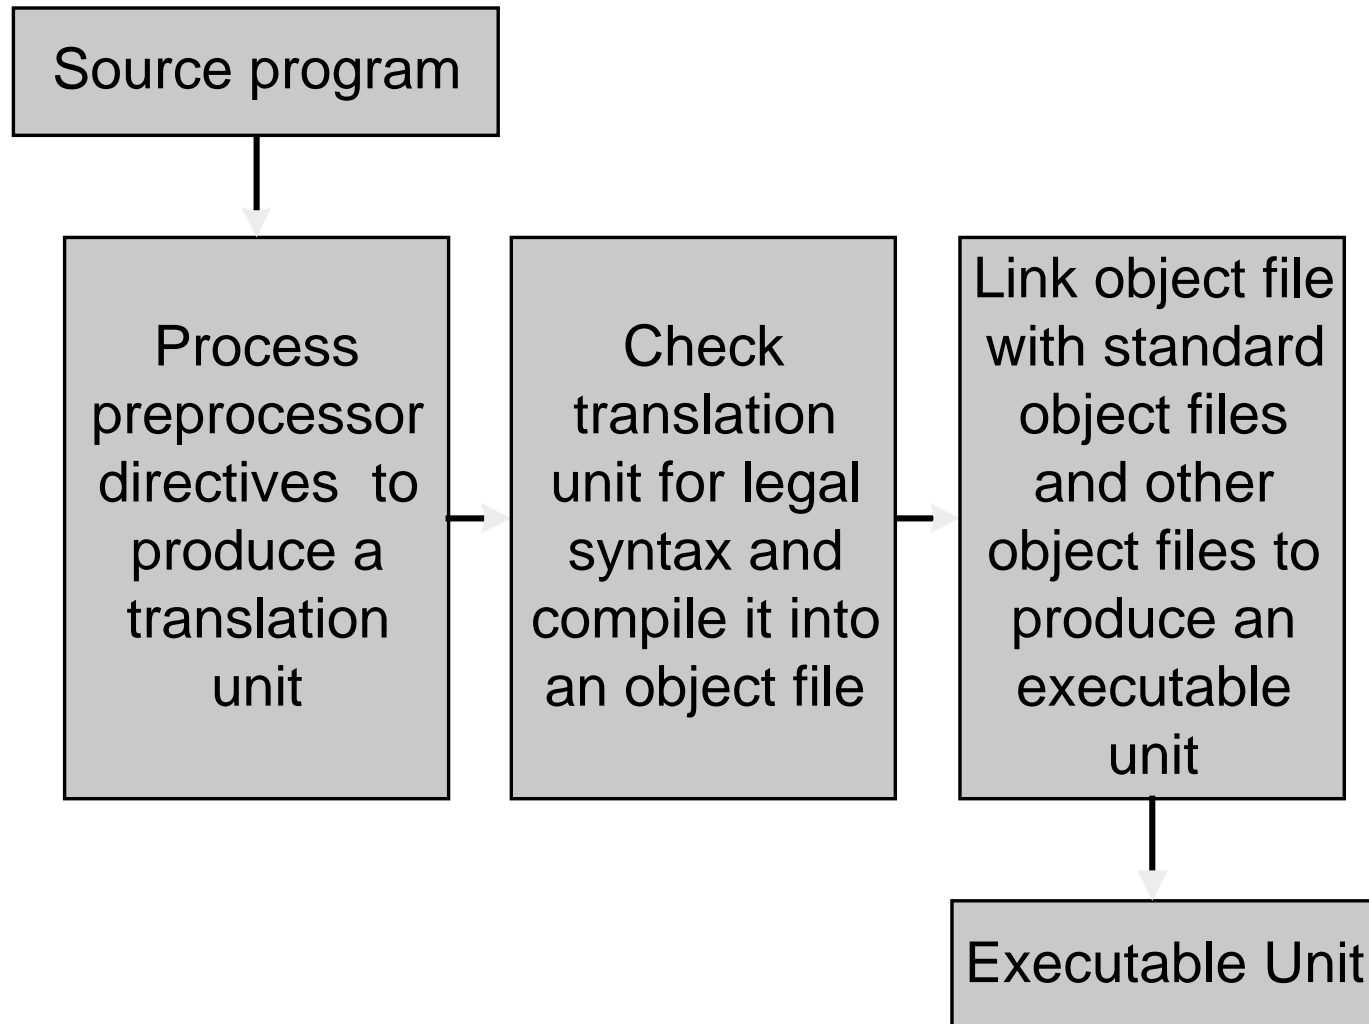 Source program
Process
preprocessor
directives to
produce a
translation
unit
Check
translation
unit for legal
syntax and
compile it into
an object file
Link object file
with standard
object files
and other
object files to
produce an
executable
unit
Executable Unit